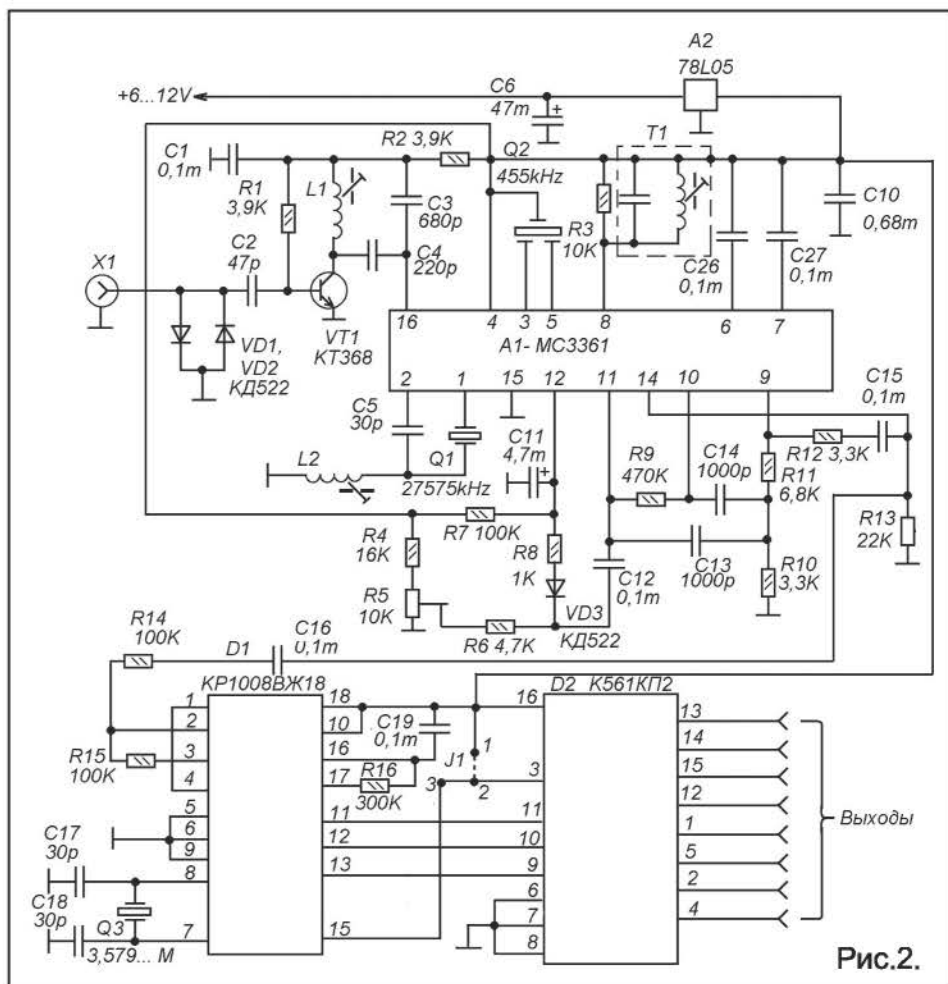 A2
78L05
+6...12V
C6
47m
+
C1
0,1m
R2 3,9K
Q2
455kHz
T1
R1
3,9K
L1
C3
680p
R3
10K
C10
0,68m
C2
47p
C4
220p
C26
0,1m
C27
0,1m
X1
VT1
КТ368
VD1,
VD2
КД522
16 4 3 5 8 6 7
A1- MC3361
2 1 15 12 11 14 10 9
C15
0,1m
C5
30p
C11
4,7m
+
R9
470K
C14
1000p
R12 3,3K
R11
6,8K
L2
Q1
27575kHz
R4
16K
R7 100K
R8
1K
C13
1000p
R13
22K
R10
3,3K
C12
0,1m
R5
10K
VD3
КД522
R6 4,7K
R14
100K
D1
C16
0,1m
КР1008ВЖ18
D2 К561КП2
1
2
3
4
5
6
9
8
7
18
10
16
17
11
12
13
15
R15
100K
C19
0,1m
R16
300K
J1
1
3
2
16
3
11
10
9
6
7
8
13
14
15
12
1
5
2
4
Выходы
C17
30p
C18
30p
Q3
3,579... М
Рис.2.